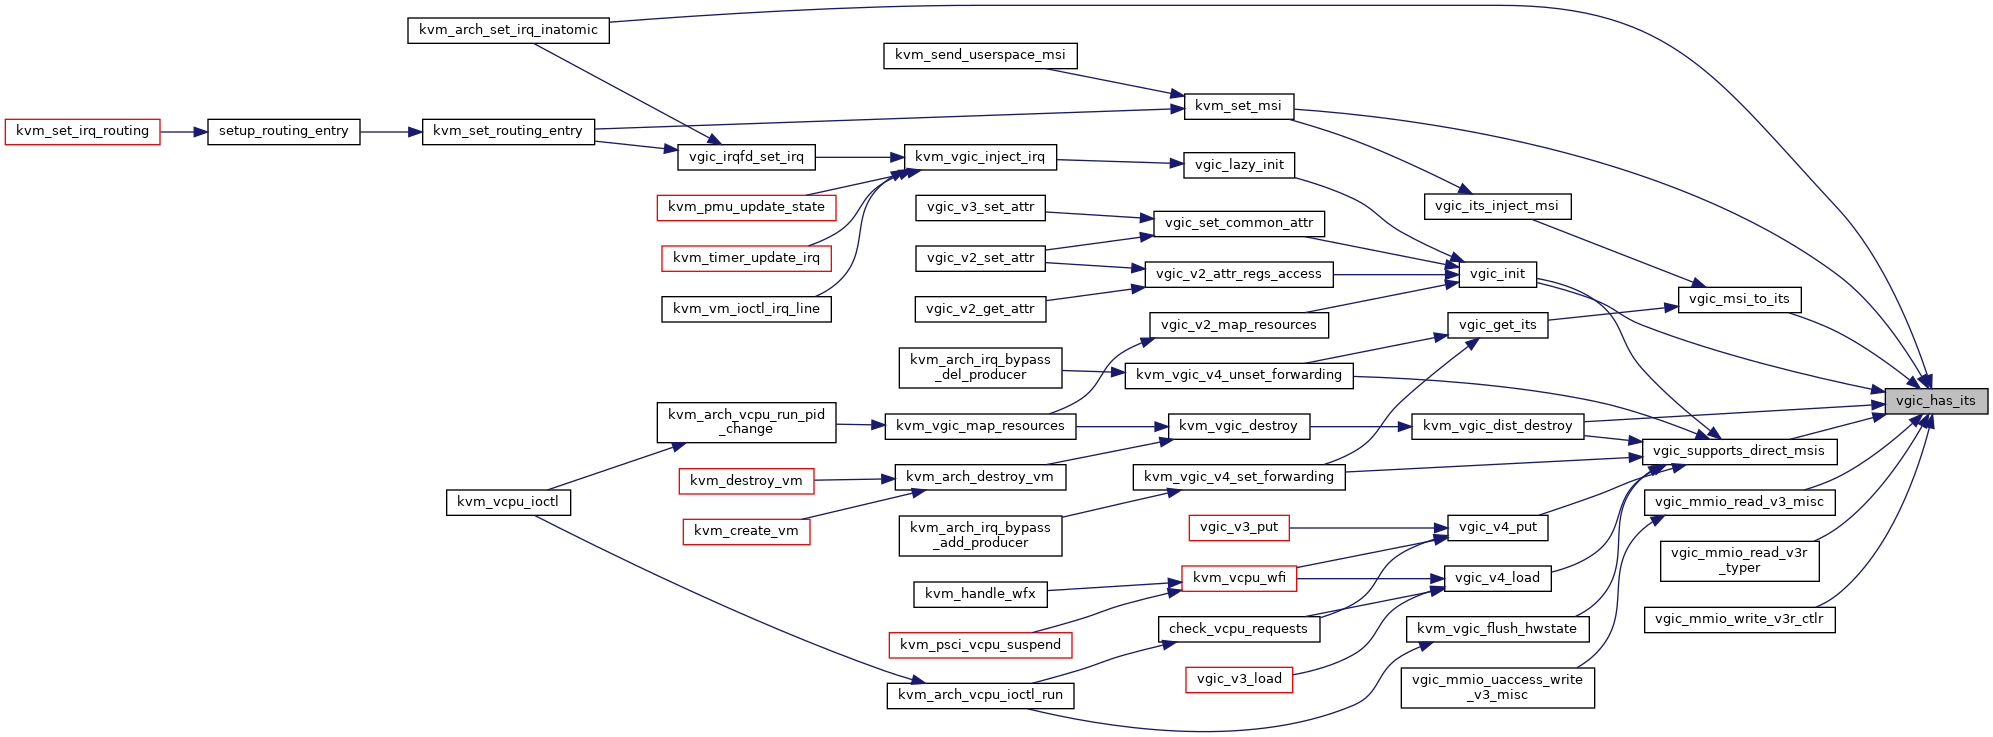 kvm_arch_set_irq_inatomic
kvm_send_userspace_msi
kvm_set_msi
kvm_set_irq_routing
setup_routing_entry
kvm_set_routing_entry
vgic_irqfd_set_irq
kvm_vgic_inject_irq
vgic_lazy_init
kvm_pmu_update_state
vgic_v3_set_attr
vgic_set_common_attr
vgic_its_inject_msi
kvm_timer_update_irq
vgic_v2_set_attr
vgic_v2_attr_regs_access
vgic_init
kvm_vm_ioctl_irq_line
vgic_v2_get_attr
vgic_v2_map_resources
vgic_get_its
vgic_msi_to_its
kvm_arch_irq_bypass
_del_producer
kvm_vgic_v4_unset_forwarding
vgic_has_its
kvm_arch_vcpu_run_pid
_change
kvm_vgic_map_resources
kvm_vgic_destroy
kvm_vgic_dist_destroy
vgic_supports_direct_msis
kvm_destroy_vm
kvm_arch_destroy_vm
kvm_vgic_v4_set_forwarding
kvm_vcpu_ioctl
kvm_create_vm
kvm_arch_irq_bypass
_add_producer
vgic_v3_put
vgic_v4_put
vgic_mmio_read_v3_misc
vgic_mmio_read_v3r
_typer
kvm_handle_wfx
kvm_vcpu_wfi
vgic_v4_load
kvm_psci_vcpu_suspend
check_vcpu_requests
kvm_vgic_flush_hwstate
vgic_mmio_write_v3r_ctlr
kvm_arch_vcpu_ioctl_run
vgic_v3_load
vgic_mmio_uaccess_write
_v3_misc